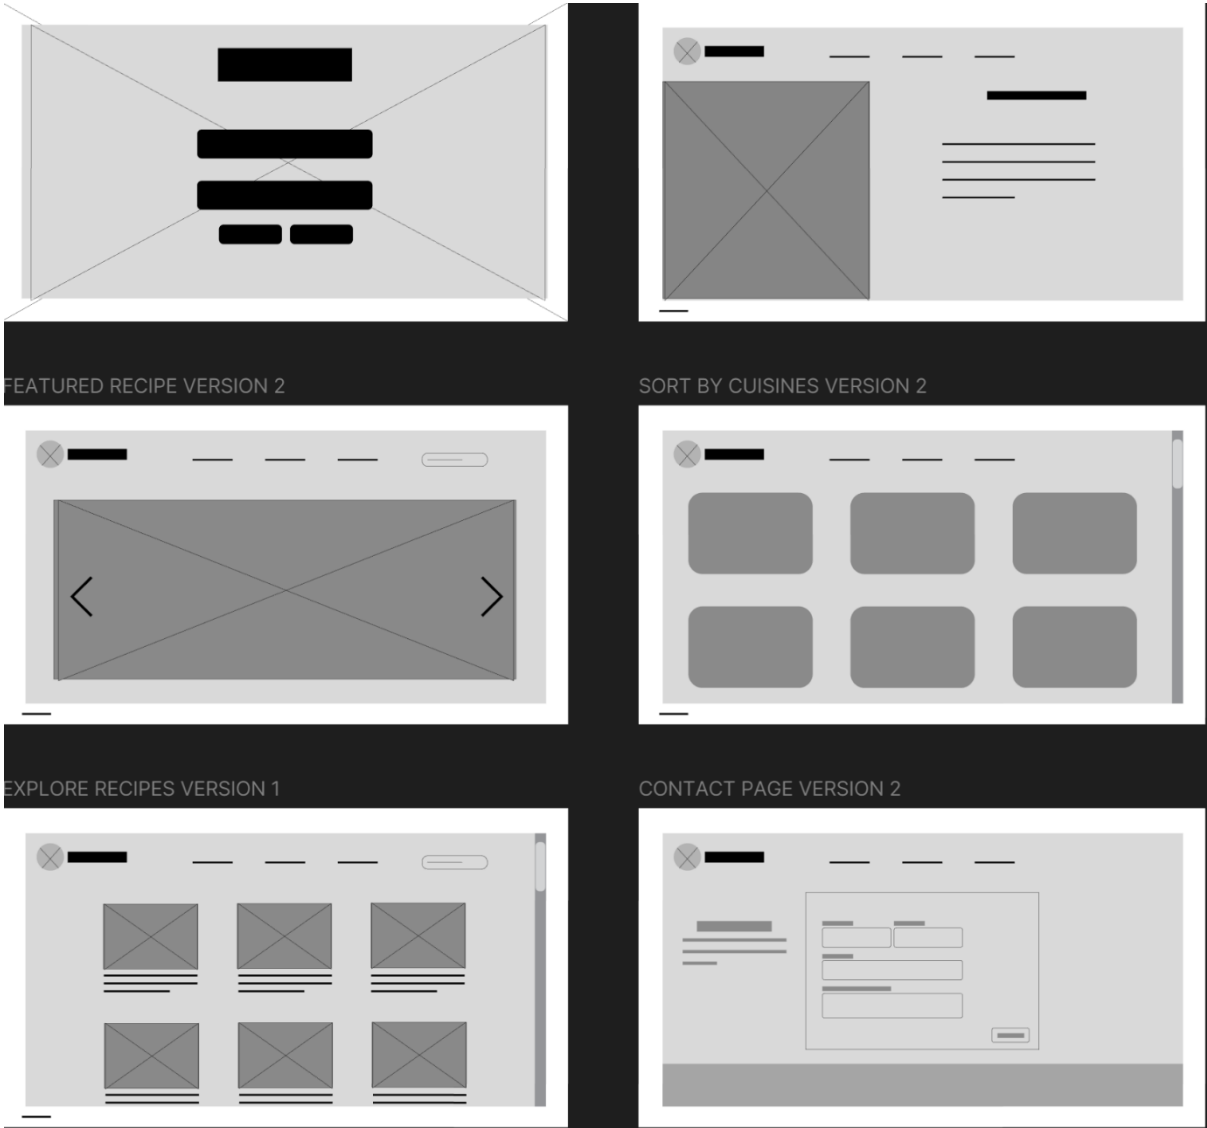 FEATURED RECIPE VERSION 2
SORT BY CUISINES VERSION 2
EXPLORE RECIPES VERSION 1
CONTACT PAGE VERSION 2